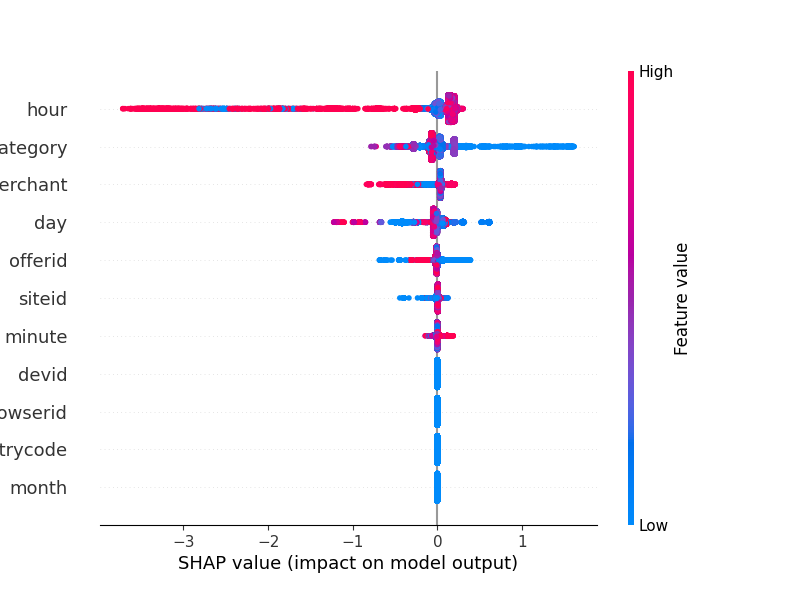 High
hour
ategory
erchant
day
offerid
siteid
minute
devid
owserid
trycode
month
Low
Feature value
−3 −2 −1 0 1
SHAP value (impact on model output)